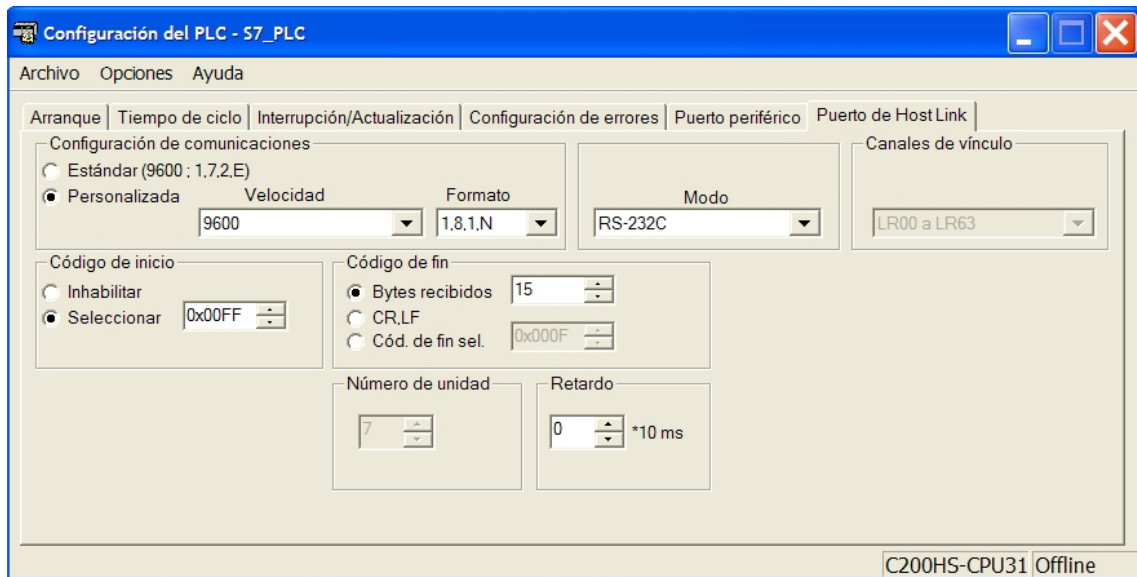 Configuración del PLC - S7_PLC
Archivo Opciones Ayuda
Arranque Tiempo de ciclo Interrupción/Actualización Configuración de errores Puerto periférico Puerto de Host Link
Configuración de comunicaciones
Estándar (9600 ; 1,7,2,E)
Personalizada Velocidad Formato
9600 1,8,1,N
Modo
RS-232C
Canales de vínculo
LR00 a LR63
Código de inicio
Inhabilitar
Seleccionar 0x00FF
Código de fin
Bytes recibidos 15
CR,LF
Cód. de fin sel. 0x000F
Número de unidad
7
Retardo
0 *10 ms
C200HS-CPU31 Offline